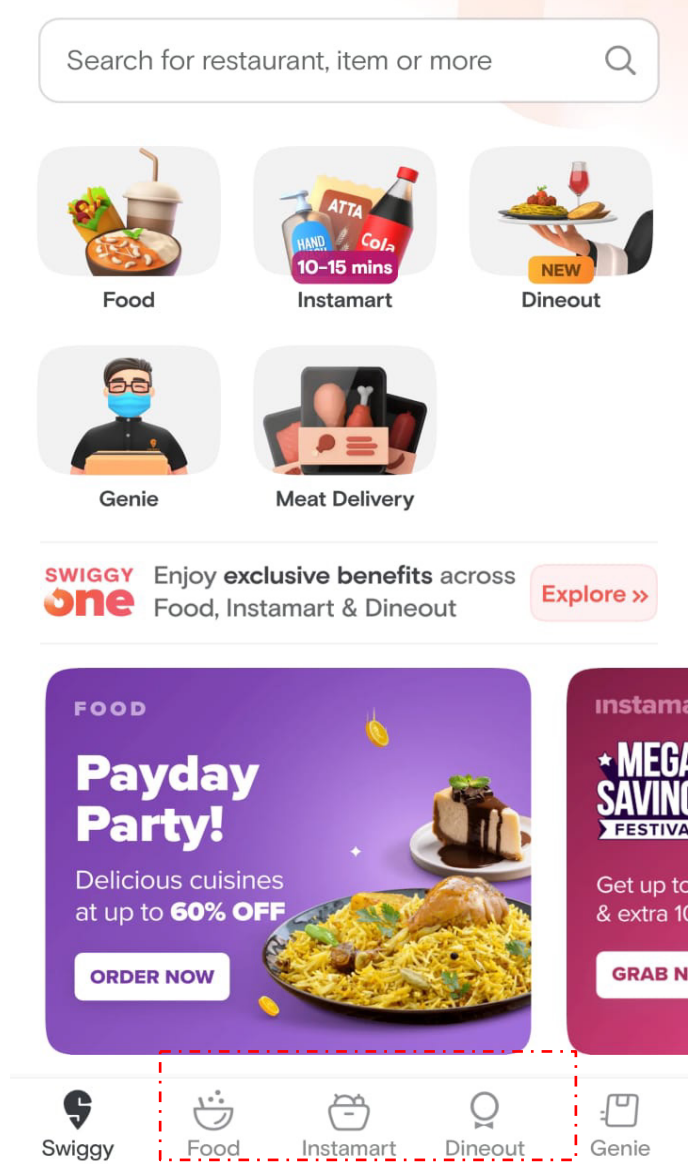 Search for restaurant, item or more
ATTA
HAND
Cola
10–15 mins
NEW
Food
Instamart
Dineout
Genie
Meat Delivery
SWIGGY
one
Enjoy exclusive benefits across
Food, Instamart & Dineout
Explore »
FOOD
Payday
Party!
Delicious cuisines
at up to 60% OFF
ORDER NOW
instama
MEGA
SAVING
FESTIVA
Get up to
& extra 10
GRAB N
Swiggy
Food
Instamart
Dineout
Genie